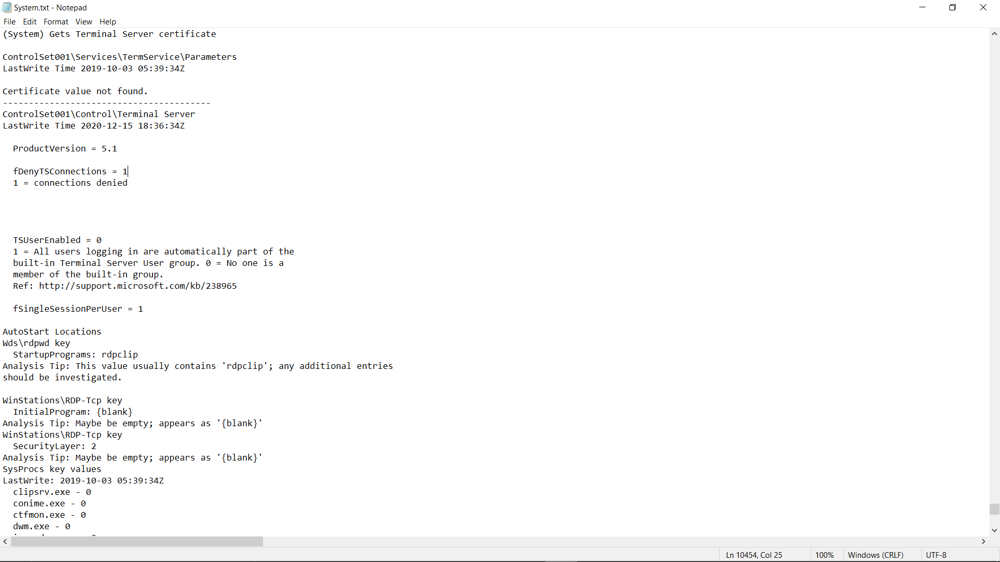 System.txt - Notepad
File Edit Format View Help
(System) Gets Terminal Server certificate
ControlSet001\Services\TermService\Parameters
LastWrite Time 2019-10-03 05:39:34Z
Certificate value not found.
----------------------------------------
ControlSet001\Control\Terminal Server
LastWrite Time 2020-12-15 18:36:34Z
ProductVersion = 5.1
fDenyTSConnections = 1
1 = connections denied
TSUserEnabled = 0
1 = All users logging in are automatically part of the
built-in Terminal Server User group. 0 = No one is a
member of the built-in group.
Ref: http://support.microsoft.com/kb/238965
fSingleSessionPerUser = 1
AutoStart Locations
Wds\rdpwd key
StartupPrograms: rdpclip
Analysis Tip: This value usually contains 'rdpclip'; any additional entries
should be investigated.
WinStations\RDP-Tcp key
InitialProgram: {blank}
Analysis Tip: Maybe be empty; appears as '{blank}'
WinStations\RDP-Tcp key
SecurityLayer: 2
Analysis Tip: Maybe be empty; appears as '{blank}'
SysProcs key values
LastWrite: 2019-10-03 05:39:34Z
clipsrv.exe - 0
conime.exe - 0
ctfmon.exe - 0
dwm.exe - 0
Ln 10454, Col 25 100% Windows (CRLF) UTF-8